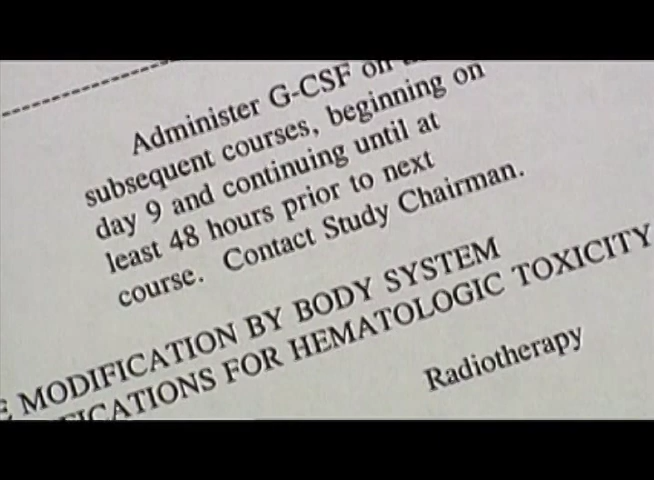 Administer G-CSF on
subsequent courses, beginning on
day 9 and continuing until at
least 48 hours prior to next
course. Contact Study Chairman.
MODIFICATION BY BODY SYSTEM
FOR HEMATOLOGIC TOXICITY
Radiotherapy